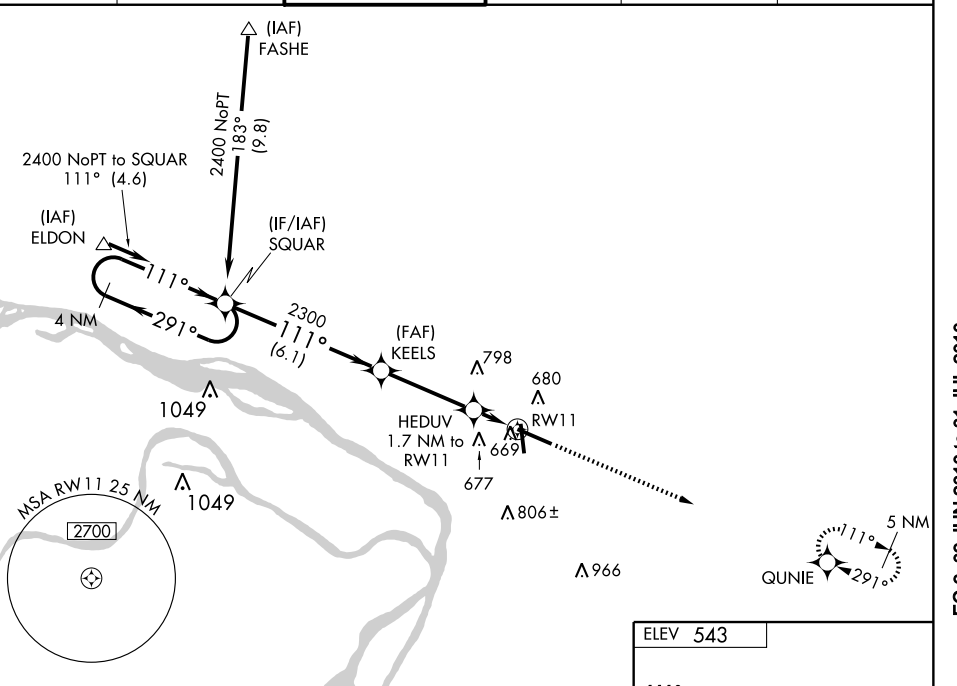 (IAF)
FASHE
2400 NoPT
183°
(9.8)
2400 NoPT to SQUAR
111° (4.6)
(IAF)
ELDON
(IF/IAF)
SQUAR
111°
291°
4 NM
2300
111°
(6.1)
(FAF)
KEELS
798
680
HEDUV
1.7 NM to
RW11
RW11
669
677
1049
1049
806±
966
MSA RW11 25 NM
2700
5 NM
111°
291°
QUNIE
ELEV 543